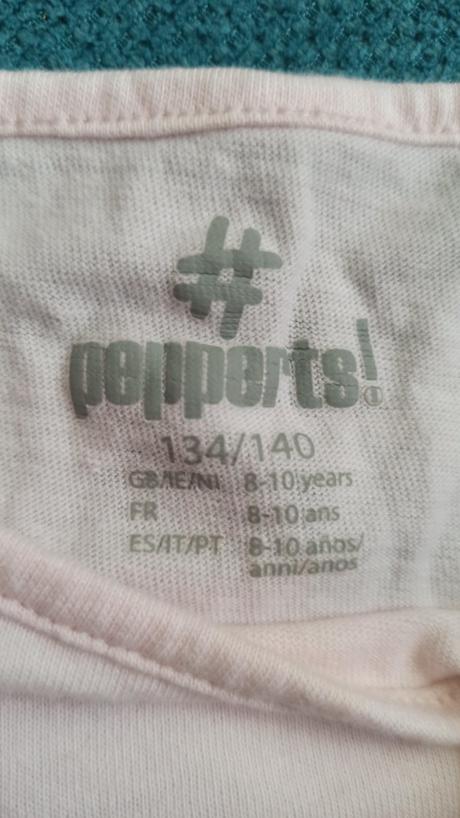 #
pepperts!
134/140
GB/IE/NI 8-10 years
FR 8-10 ans
ES/IT/PT 8-10 años/
anni/anos